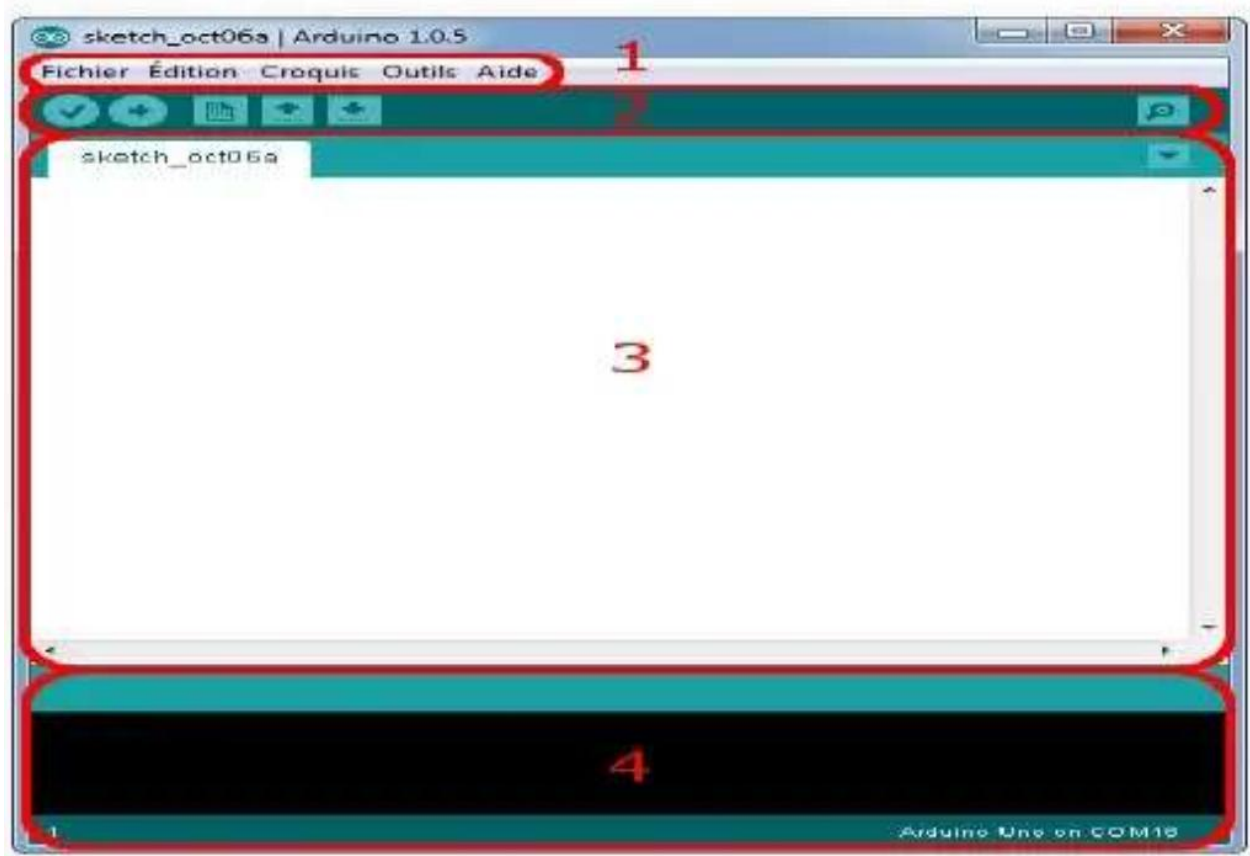 sketch_oct06a | Arduino 1.0.5
1
Fichier Édition Croquis Outils Aide
2
sketch_oct06a
3
4
1
Arduino Uno on COM16